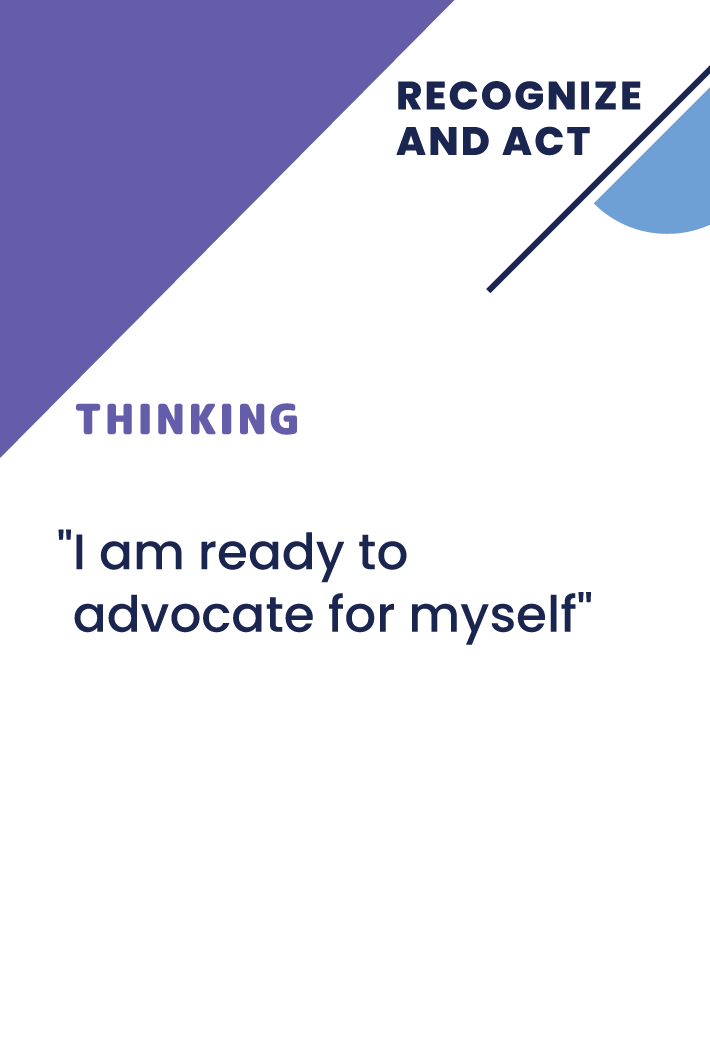 RECOGNIZE
AND ACT
THINKING
"I am ready to
advocate for myself"